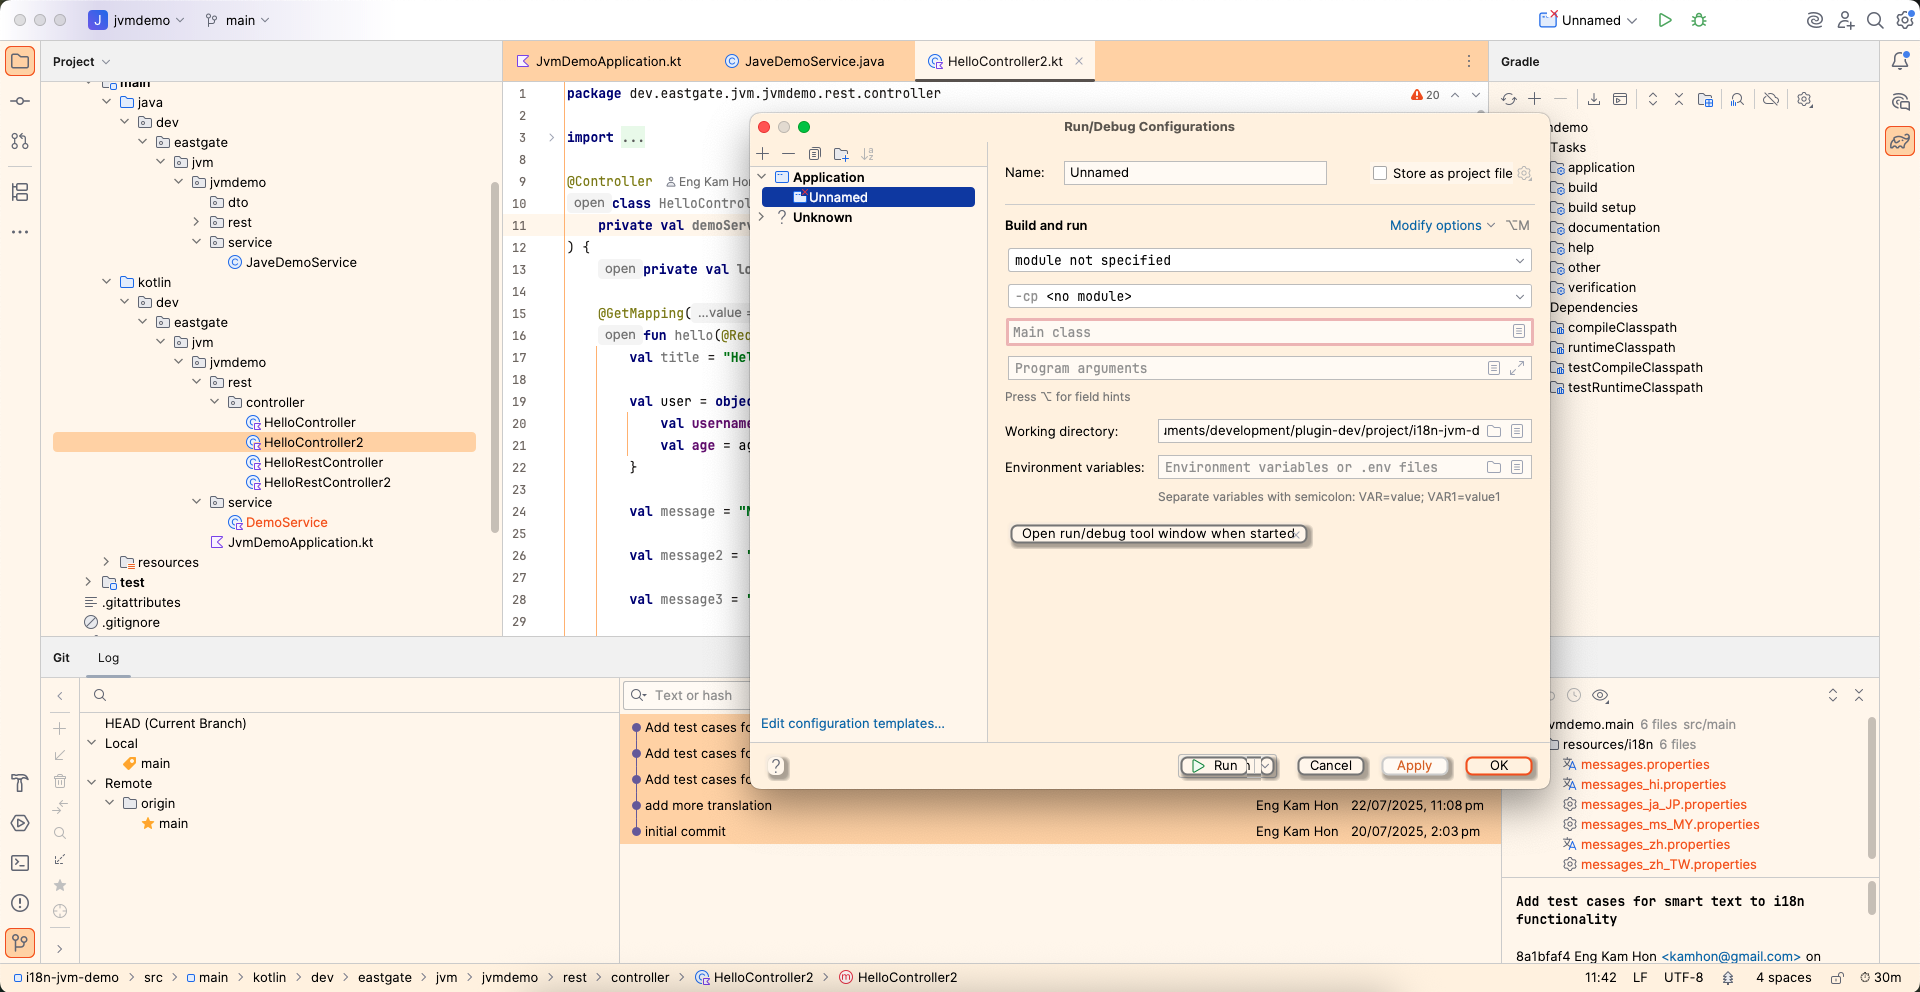 J jvmdemo main Unnamed
Project
JvmDemoApplication.kt JaveDemoService.java HelloController2.kt
Gradle
main
java
dev
eastgate
jvm
jvmdemo
dto
rest
service
JaveDemoService
kotlin
dev
eastgate
jvm
jvmdemo
rest
controller
HelloController
HelloController2
HelloRestController
HelloRestController2
service
DemoService
JvmDemoApplication.kt
resources
test
.gitattributes
.gitignore
1 package dev.eastgate.jvm.jvmdemo.rest.controller
20
2
3 import ...
8
9 @Controller Eng Kam Hon
10 open class HelloContro
11 private val demoServ
12 ) {
13 open private val lo
14
15 @GetMapping( ...value =
16 open fun hello(@Req
17 val title = "Hel
18
19 val user = objec
20 val username
21 val age = ag
22 }
23
24 val message = "
25
26 val message2 = "
27
28 val message3 = "
29
Run/Debug Configurations
Application
Unnamed
? Unknown
Edit configuration templates...
Name: Unnamed Store as project file
Build and run Modify options ⌥M
module not specified
-cp <no module>
Main class
Program arguments
Press ⌥ for field hints
Working directory: ments/development/plugin-dev/project/i18n-jvm-d
Environment variables: Environment variables or .env files
Separate variables with semicolon: VAR=value; VAR1=value1
Open run/debug tool window when started
? Run Cancel Apply OK
demo
Tasks
application
build
build setup
documentation
help
other
verification
Dependencies
compileClasspath
runtimeClasspath
testCompileClasspath
testRuntimeClasspath
Git Log
HEAD (Current Branch)
Local
main
Remote
origin
main
Text or hash
Add test cases fo
Add test cases fo
Add test cases fo
add more translation Eng Kam Hon 22/07/2025, 11:08 pm
initial commit Eng Kam Hon 20/07/2025, 2:03 pm
vmdemo.main 6 files src/main
resources/i18n 6 files
messages.properties
messages_hi.properties
messages_ja_JP.properties
messages_ms_MY.properties
messages_zh.properties
messages_zh_TW.properties
Add test cases for smart text to i18n
functionality
8a1bfaf4 Eng Kam Hon <kamhon@gmail.com> on
i18n-jvm-demo > src > main > kotlin > dev > eastgate > jvm > jvmdemo > rest > controller > HelloController2 > HelloController2
11:42 LF UTF-8 4 spaces 30m